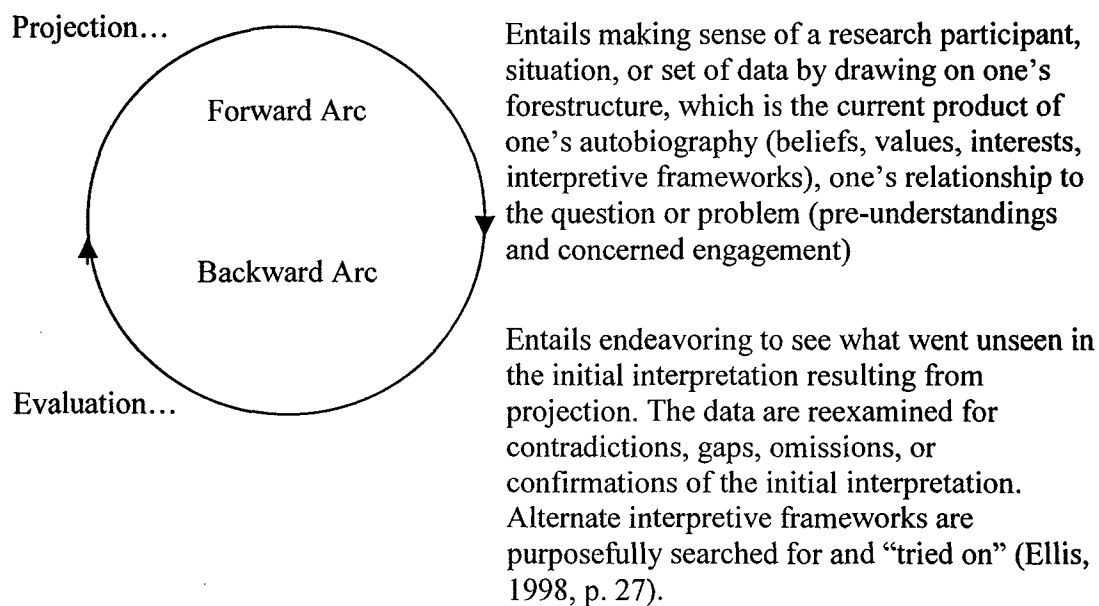 Projection…
Forward Arc
Entails making sense of a research participant,
situation, or set of data by drawing on one's
forestructure, which is the current product of
one's autobiography (beliefs, values, interests,
interpretive frameworks), one's relationship to
the question or problem (pre-understandings
and concerned engagement)
Backward Arc
Evaluation…
Entails endeavoring to see what went unseen in
the initial interpretation resulting from
projection. The data are reexamined for
contradictions, gaps, omissions, or
confirmations of the initial interpretation.
Alternate interpretive frameworks are
purposefully searched for and “tried on” (Ellis,
1998, p. 27).